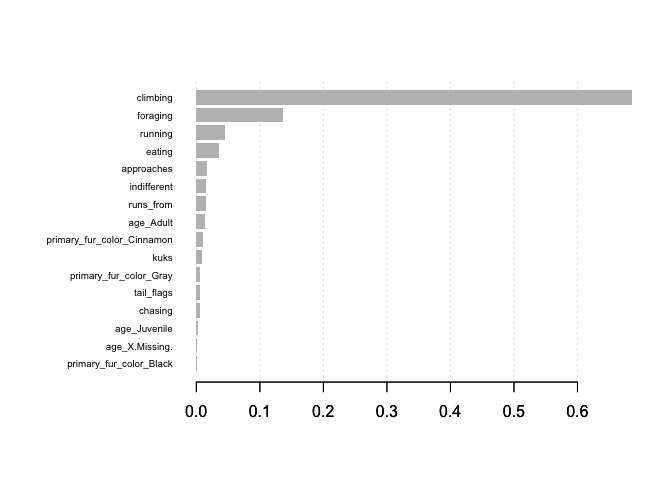 climbing
foraging
running
eating
approaches
indifferent
runs_from
age_Adult
primary_fur_color_Cinnamon
kuks
primary_fur_color_Gray
tail_flags
chasing
age_Juvenile
age_X.Missing.
primary_fur_color_Black
0.0 0.1 0.2 0.3 0.4 0.5 0.6